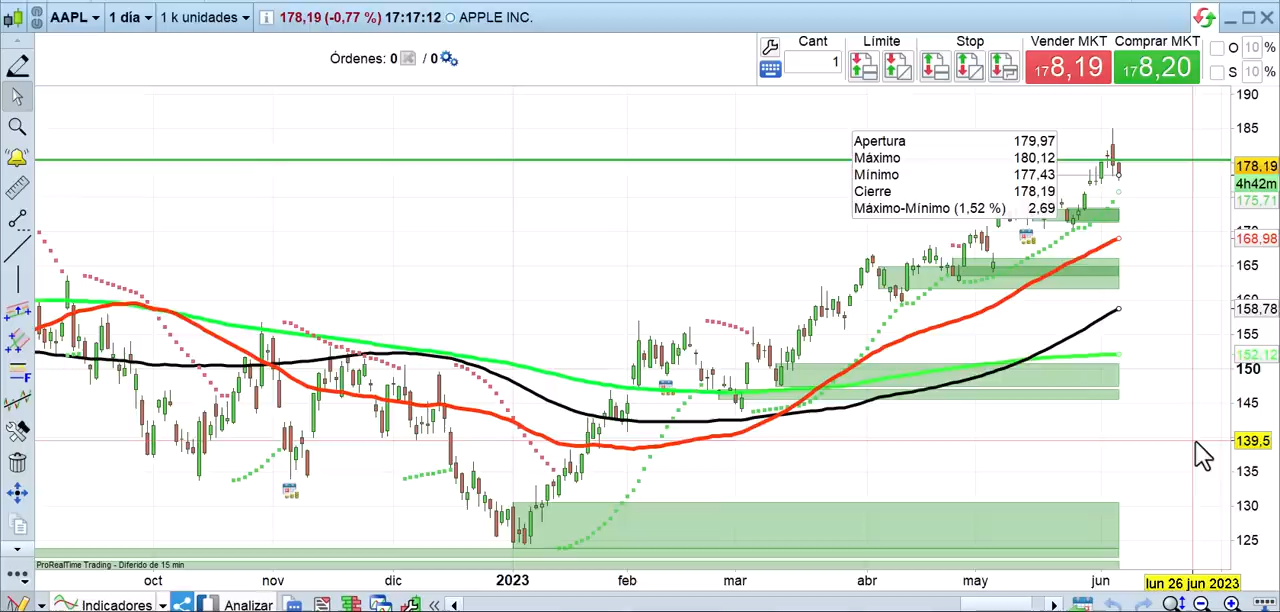 AAPL 1 día 1 k unidades i 178,19 (-0,77 %) 17:17:12 APPLE INC.
Órdenes: 0 / 0
Cant Límite Stop Vender MKT Comprar MKT
1 178,19 178,20
O 10 %
S 10 %
190
185
Apertura 179,97
Máximo 180,12
Mínimo 177,43
Cierre 178,19
Máximo-Mínimo (1,52 %) 2,69
178,19
4h42m
175,71
168,98
165
158,78
155
152,12
150
145
139,5
135
130
125
ProRealTime Trading - Diferido de 15 min
oct nov dic 2023 feb mar abr may jun
lun 26 jun 2023
Indicadores Analizar